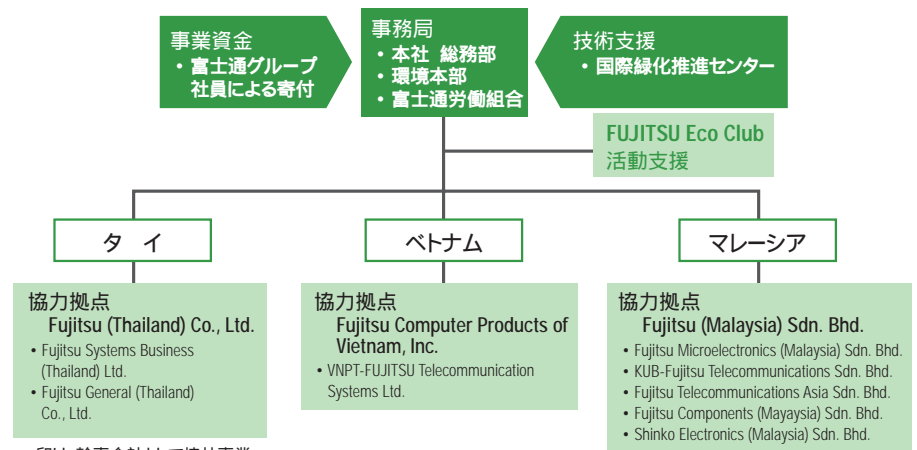 事業資金
・富士通グループ
社員による寄付
事務局
・本社 総務部
・環境本部
・富士通労働組合
技術支援
・国際緑化推進センター
FUJITSU Eco Club
活動支援
タ イ
ベトナム
マレーシア
協力拠点
Fujitsu (Thailand) Co., Ltd.
• Fujitsu Systems Business
(Thailand) Ltd.
• Fujitsu General (Thailand)
Co., Ltd.
協力拠点
Fujitsu Computer Products of
Vietnam, Inc.
• VNPT-FUJITSU Telecommunication
Systems Ltd.
協力拠点
Fujitsu (Malaysia) Sdn. Bhd.
• Fujitsu Microelectronics (Malaysia) Sdn. Bhd.
• KUB-Fujitsu Telecommunications Sdn. Bhd.
• Fujitsu Telecommunications Asia Sdn. Bhd.
• Fujitsu Components (Mayaysia) Sdn. Bhd.
• Shinko Electronics (Malaysia) Sdn. Bhd.